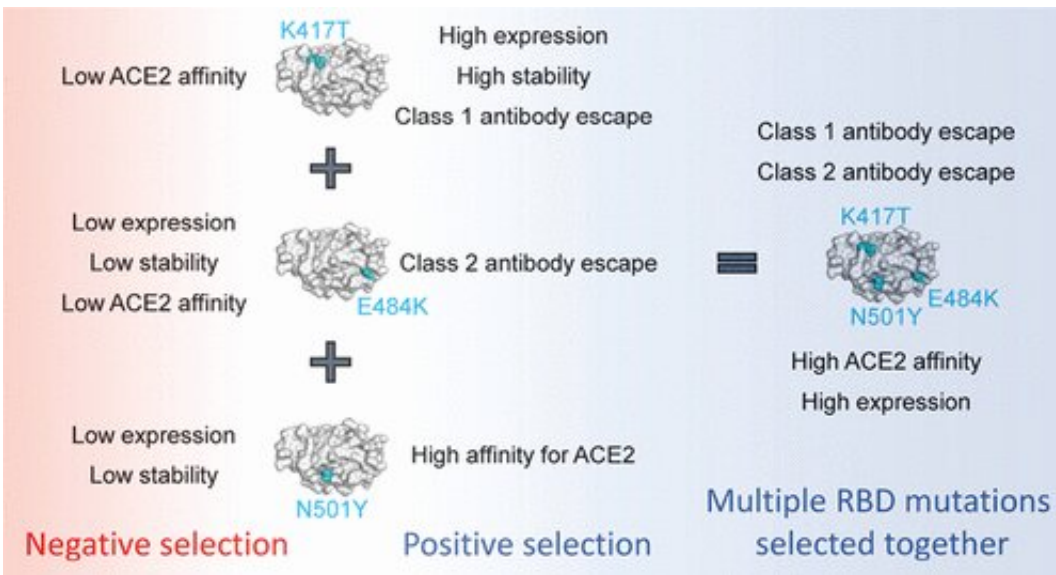 K417T
Low ACE2 affinity
High expression
High stability
Class 1 antibody escape
+
Low expression
Low stability
Low ACE2 affinity
Class 2 antibody escape
E484K
+
Low expression
Low stability
High affinity for ACE2
N501Y
=
Class 1 antibody escape
Class 2 antibody escape
K417T
E484K
N501Y
High ACE2 affinity
High expression
Negative selection
Positive selection
Multiple RBD mutations
selected together